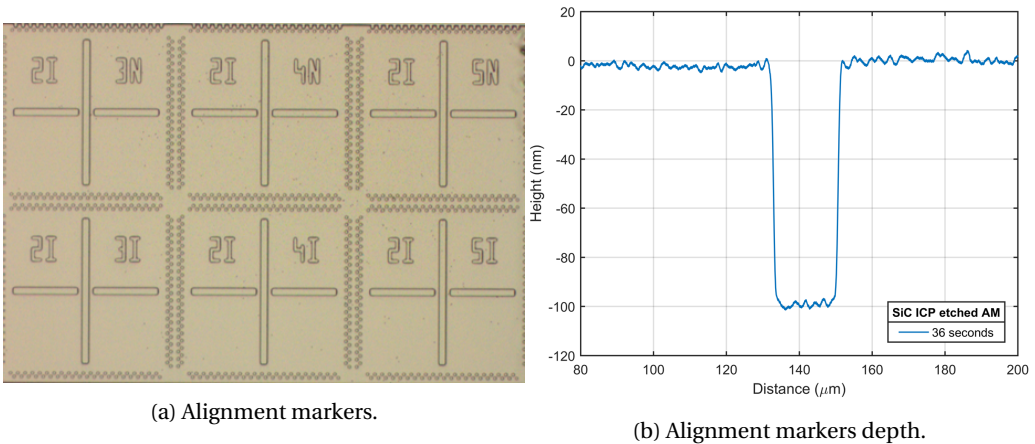 2I 3N 2I 4N 2I 5N
2I 3I 2I 4I 2I 5I
(a) Alignment markers.
20
0
-20
-40
-60
-80
-100
-120
Height (nm)
80 100 120 140 160 180 200
Distance (μm)
SiC ICP etched AM
36 seconds
(b) Alignment markers depth.